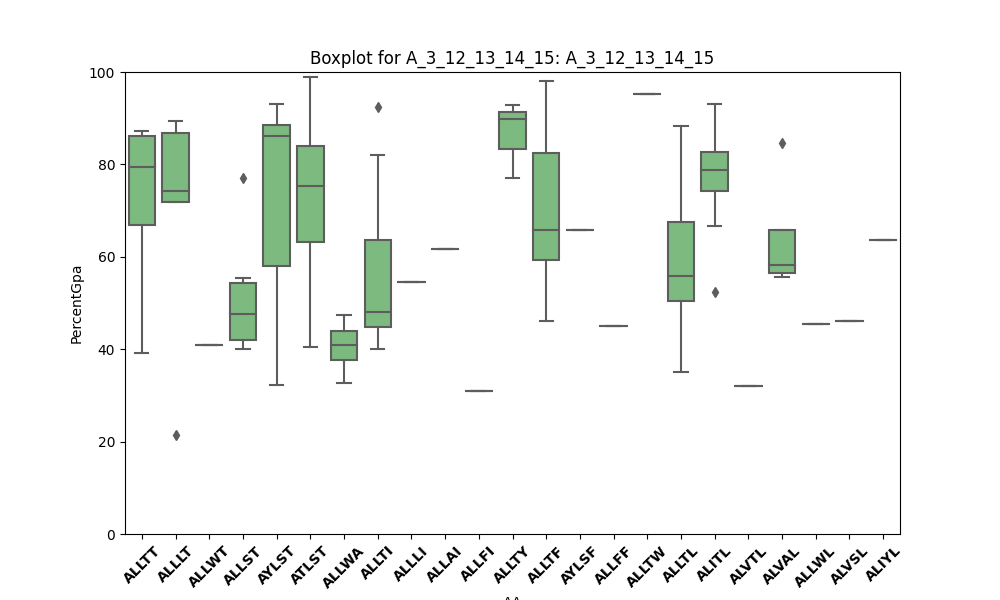 Boxplot for A_3_12_13_14_15: A_3_12_13_14_15
100
80
60
40
20
0
PercentGpa
ALLTT ALLLT ALLWT ALLST AYLST ATLST ALLWA ALLTI ALLLI ALLAI ALLFI ALLTY ALLTF AYLSF ALLFF ALLTW ALLTL ALITL ALVTL ALVAL ALLWL ALVSL ALIYL